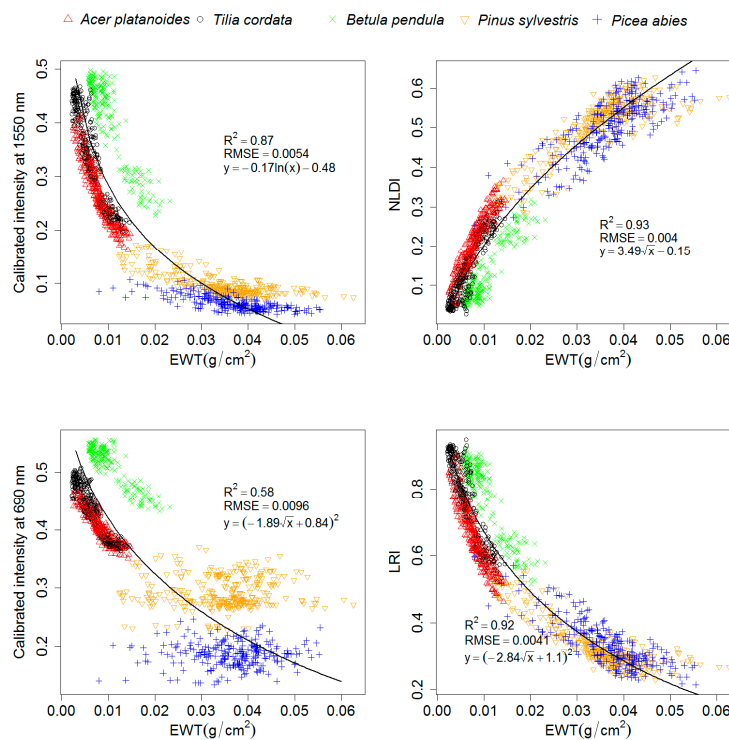 Acer platanoides Tilia cordata Betula pendula Pinus sylvestris Picea abies
Calibrated intensity at 1550 nm
0.5
0.4
0.3
0.2
0.1
R² = 0.87
RMSE = 0.0054
y = −0.17ln(x) − 0.48
0.00 0.01 0.02 0.03 0.04 0.05 0.06
EWT(g/cm²)
NLDI
0.6
0.5
0.4
0.3
0.2
0.1
R² = 0.93
RMSE = 0.004
y = 3.49√x − 0.15
0.00 0.01 0.02 0.03 0.04 0.05 0.06
EWT(g/cm²)
Calibrated intensity at 690 nm
0.5
0.4
0.3
0.2
R² = 0.58
RMSE = 0.0096
y = (−1.89√x + 0.84)²
0.00 0.01 0.02 0.03 0.04 0.05 0.06
EWT(g/cm²)
LRI
0.8
0.6
0.4
0.2
R² = 0.92
RMSE = 0.0041
y = (−2.84√x + 1.1)²
0.00 0.01 0.02 0.03 0.04 0.05 0.06
EWT(g/cm²)